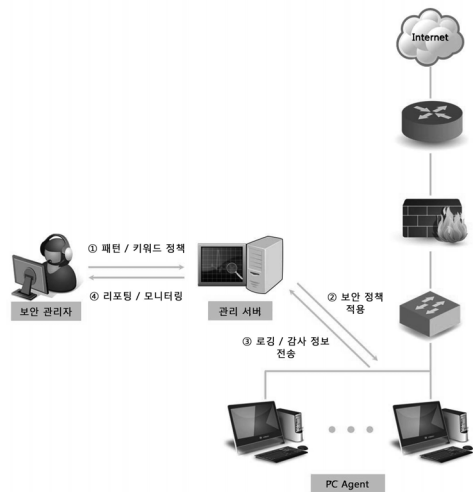 Internet
① 패턴 / 키워드 정책
④ 리포팅 / 모니터링
보안 관리자
관리 서버
② 보안 정책
적용
③ 로깅 / 감사 정보
전송
PC Agent